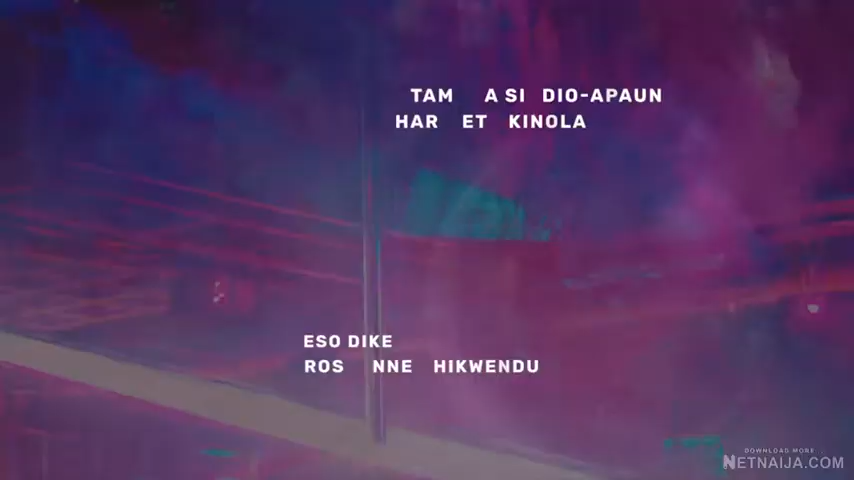 TAM A SI DIO-APAUN
HAR ET KINOLA
ESO DIKE
ROS NNE HIKWENDU
DOWNLOAD MORE
NETNAIJA.COM